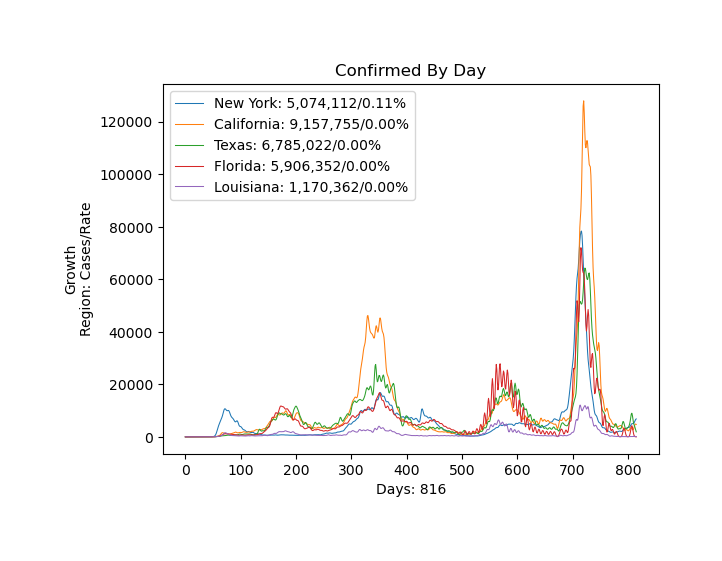 Confirmed By Day
New York: 5,074,112/0.11%
California: 9,157,755/0.00%
Texas: 6,785,022/0.00%
Florida: 5,906,352/0.00%
Louisiana: 1,170,362/0.00%
Growth
Region: Cases/Rate
120000
100000
80000
60000
40000
20000
0
0 100 200 300 400 500 600 700 800
Days: 816